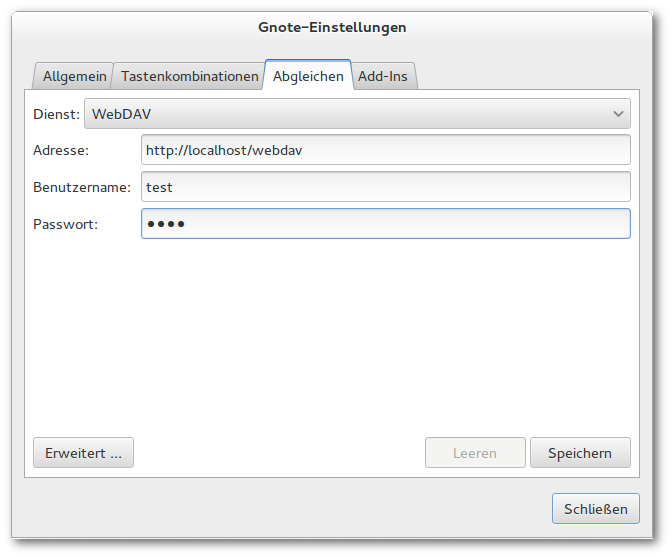 Gnote-Einstellungen
Allgemein Tastenkombinationen Abgleichen Add-Ins
Dienst: WebDAV
Adresse: http://localhost/webdav
Benutzername: test
Passwort: ●●●●
Erweitert ... Leeren Speichern
Schließen